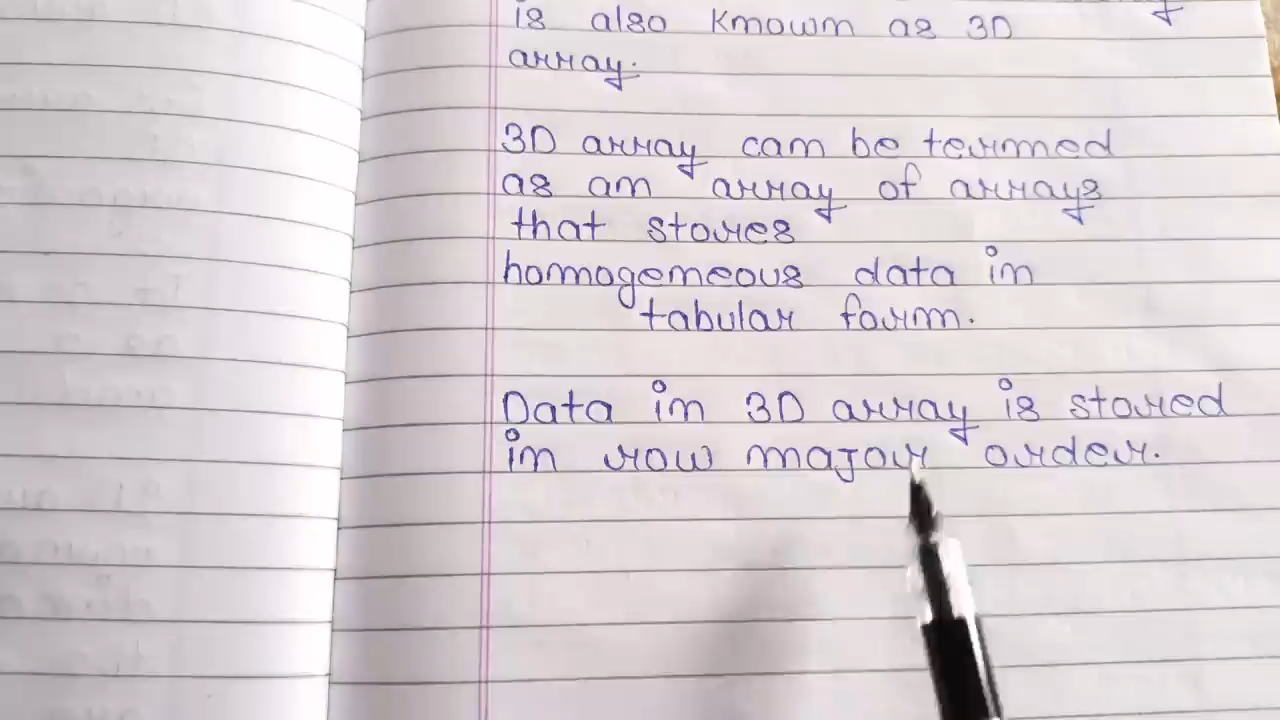 is also known as 3D
array.
3D array can be termed
as an array of arrays
that stores
homogeneous data in
tabular form.
Data in 3D array is stored
in row major order.